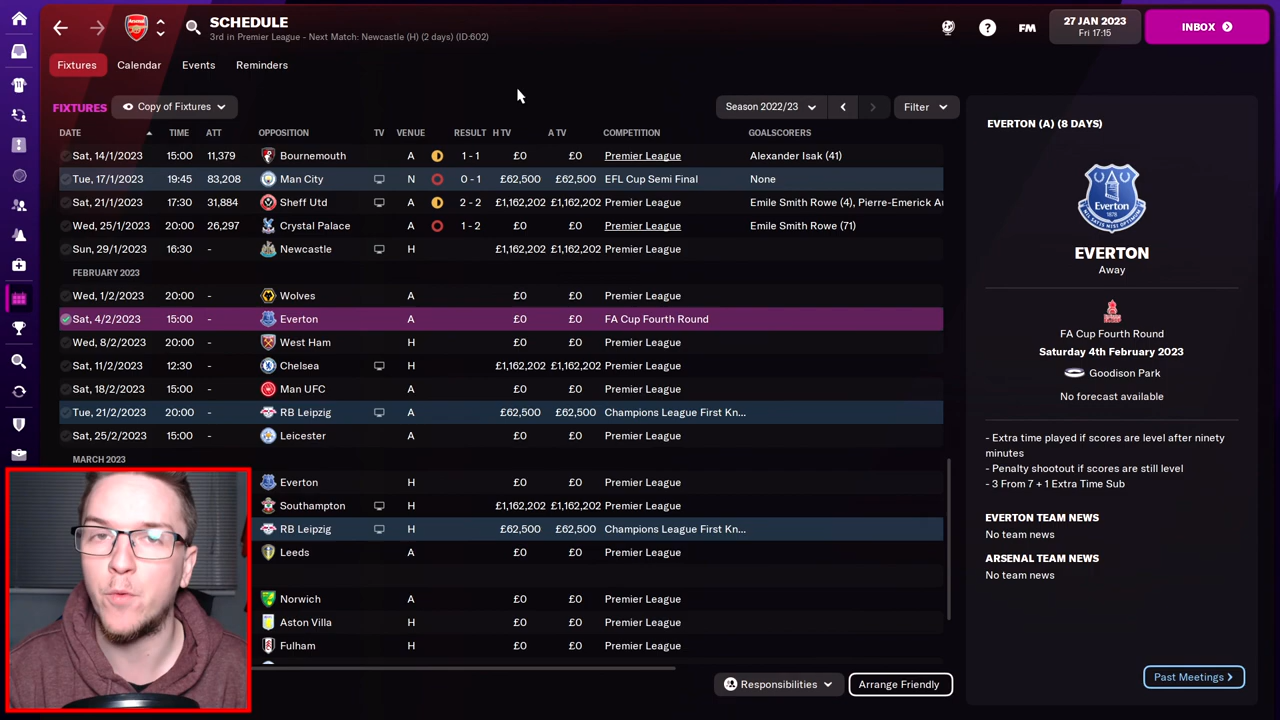 SCHEDULE
3rd in Premier League - Next Match: Newcastle (H) (2 days) (ID:602)
FM
27 JAN 2023
Fri 17:15
INBOX
Fixtures Calendar Events Reminders
FIXTURES Copy of Fixtures Season 2022/23 Filter
DATE TIME ATT OPPOSITION TV VENUE RESULT H TV A TV COMPETITION GOALSCORERS
Sat, 14/1/2023 15:00 11,379 Bournemouth A 1 - 1 £0 £0 Premier League Alexander Isak (41)
Tue, 17/1/2023 19:45 83,208 Man City N 0 - 1 £62,500 £62,500 EFL Cup Semi Final None
Sat, 21/1/2023 17:30 31,884 Sheff Utd A 2 - 2 £1,162,202 £1,162,202 Premier League Emile Smith Rowe (4), Pierre-Emerick Au
Wed, 25/1/2023 20:00 26,297 Crystal Palace A 1 - 2 £0 £0 Premier League Emile Smith Rowe (71)
Sun, 29/1/2023 16:30 - Newcastle H £1,162,202 £1,162,202 Premier League
FEBRUARY 2023
Wed, 1/2/2023 20:00 - Wolves A £0 £0 Premier League
Sat, 4/2/2023 15:00 - Everton A £0 £0 FA Cup Fourth Round
Wed, 8/2/2023 20:00 - West Ham H £0 £0 Premier League
Sat, 11/2/2023 12:30 - Chelsea H £1,162,202 £1,162,202 Premier League
Sat, 18/2/2023 15:00 - Man UFC A £0 £0 Premier League
Tue, 21/2/2023 20:00 - RB Leipzig A £62,500 £62,500 Champions League First Kn...
Sat, 25/2/2023 15:00 - Leicester A £0 £0 Premier League
MARCH 2023
Everton H £0 £0 Premier League
Southampton H £1,162,202 £1,162,202 Premier League
RB Leipzig H £62,500 £62,500 Champions League First Kn...
Leeds A £0 £0 Premier League
Norwich A £0 £0 Premier League
Aston Villa H £0 £0 Premier League
Fulham H £0 £0 Premier League
Responsibilities Arrange Friendly
EVERTON (A) (8 DAYS)
Everton
1878
EVERTON
Away
FA Cup Fourth Round
Saturday 4th February 2023
Goodison Park
No forecast available
- Extra time played if scores are level after ninety
minutes
- Penalty shootout if scores are still level
- 3 From 7 + 1 Extra Time Sub
EVERTON TEAM NEWS
No team news
ARSENAL TEAM NEWS
No team news
Past Meetings